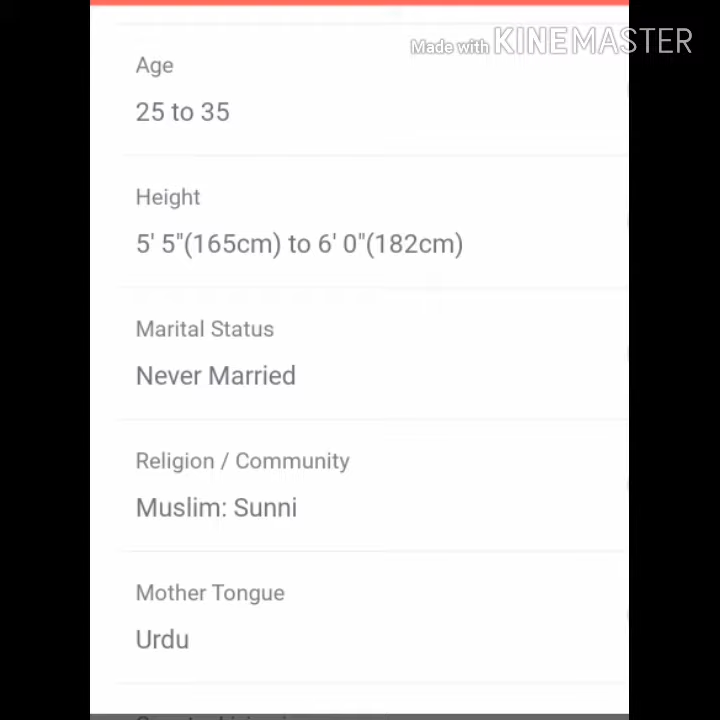 Made with KINEMASTER
Age
25 to 35
Height
5' 5"(165cm) to 6' 0"(182cm)
Marital Status
Never Married
Religion / Community
Muslim: Sunni
Mother Tongue
Urdu